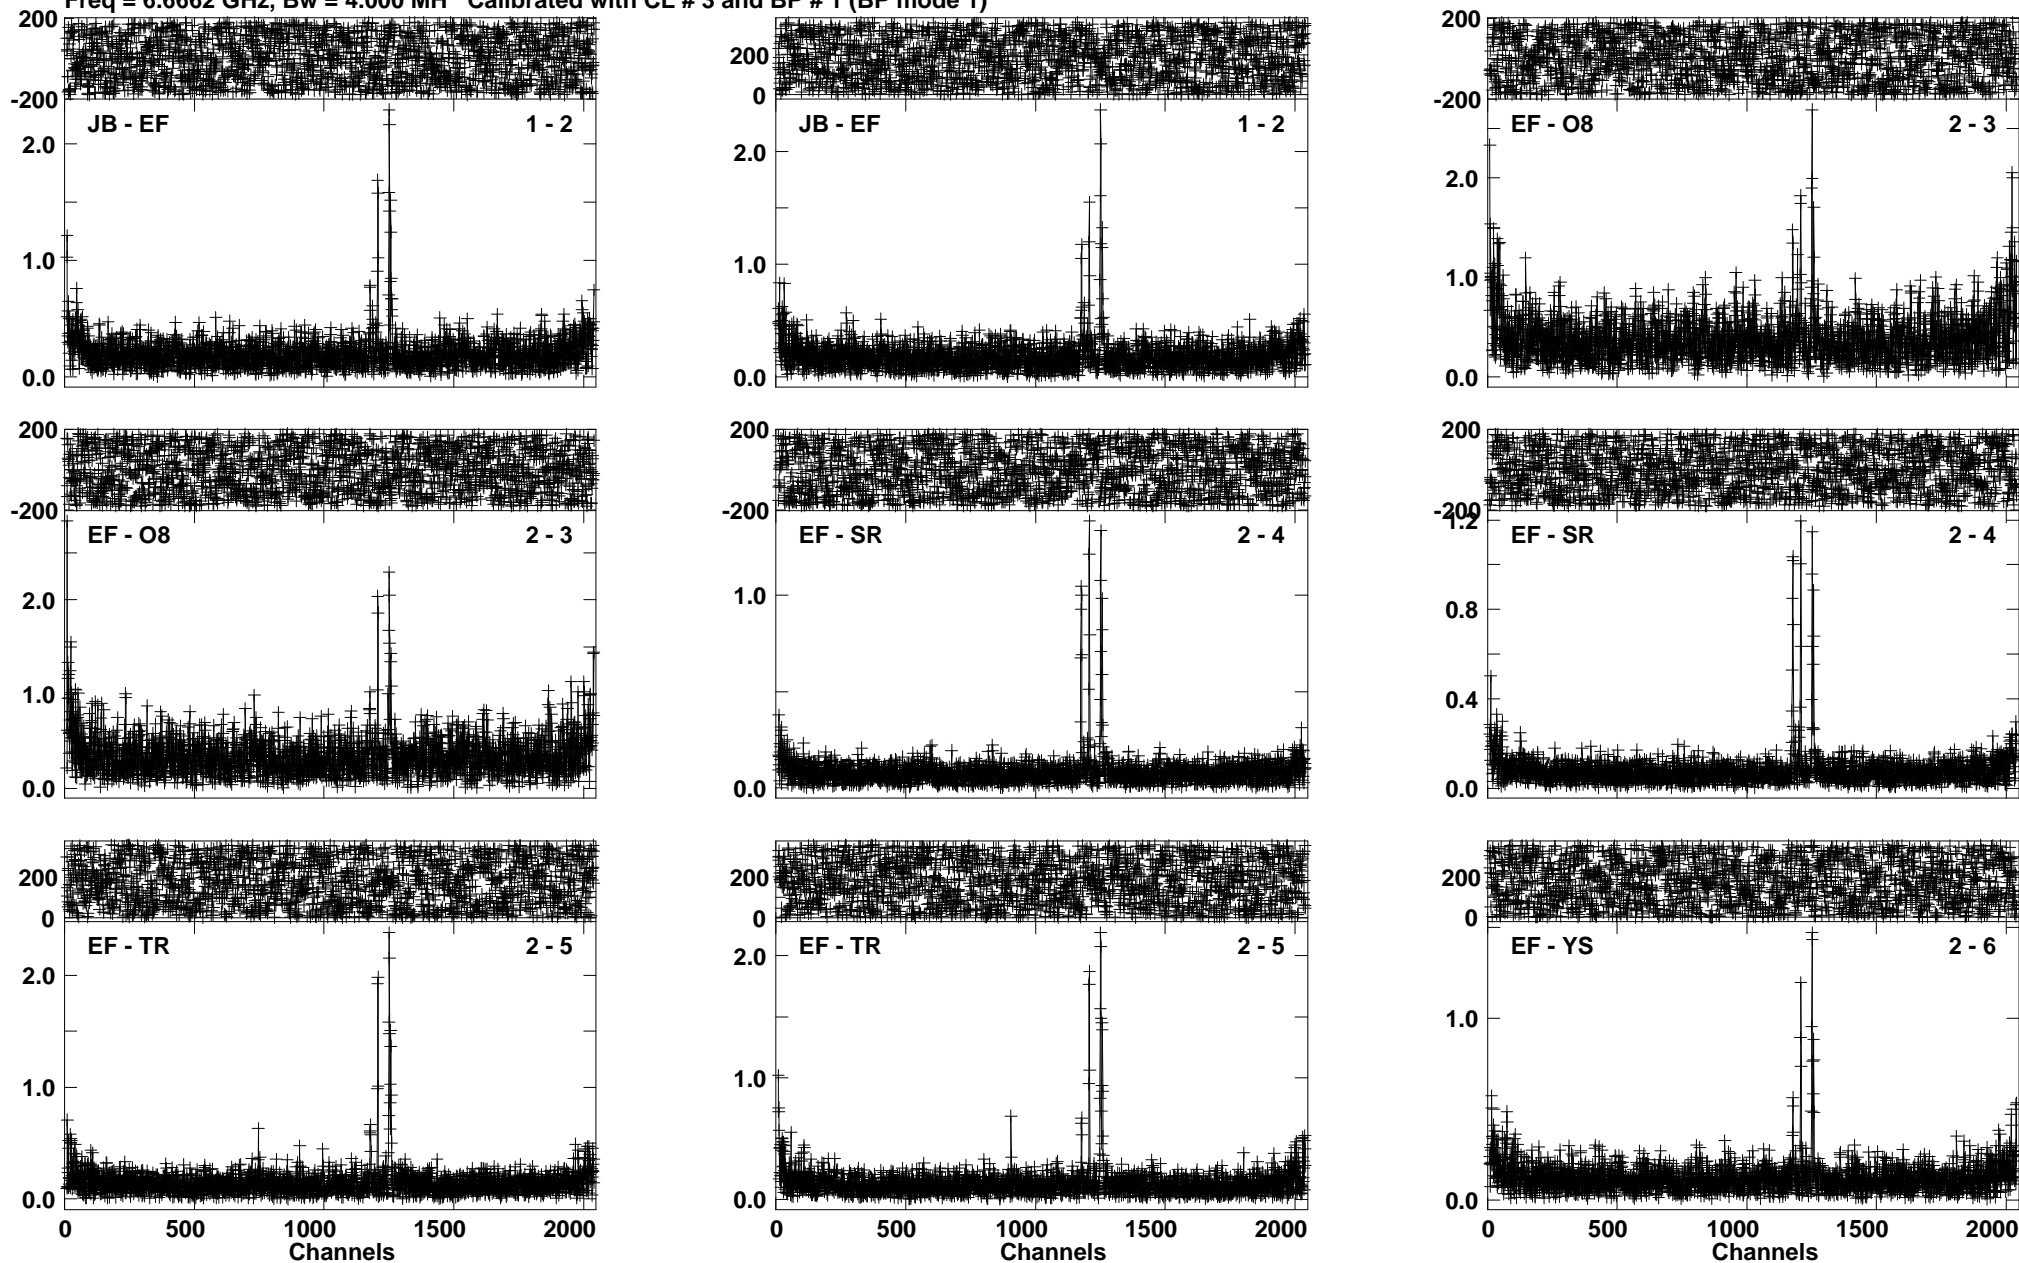 Freq = 6.6662 GHz, Bw = 4.000 MH Calibrated with CL # 3 and BP # 1 (BP mode 1)
200 200
-200 200 0 -200
JB - EF 1 - 2 JB - EF 1 - 2 EF - O8 2 - 3
2.0 2.0 2.0
1.0 1.0 1.0
0.0 0.0 0.0
200 200 200
-200 -200 -200
EF - O8 2 - 3 EF - SR 2 - 4 EF - SR 2 - 4
1.2
2.0 1.0 0.8
1.0 0.4
0.0 0.0 0.0
200 200 200
0 0 0
EF - TR 2 - 5 EF - TR 2 - 5 EF - YS 2 - 6
2.0 2.0
1.0 1.0 1.0
0.0 0.0 0.0
0 500 1000 1500 2000 0 500 1000 1500 2000 0 500 1000 1500 2000
Channels Channels Channels